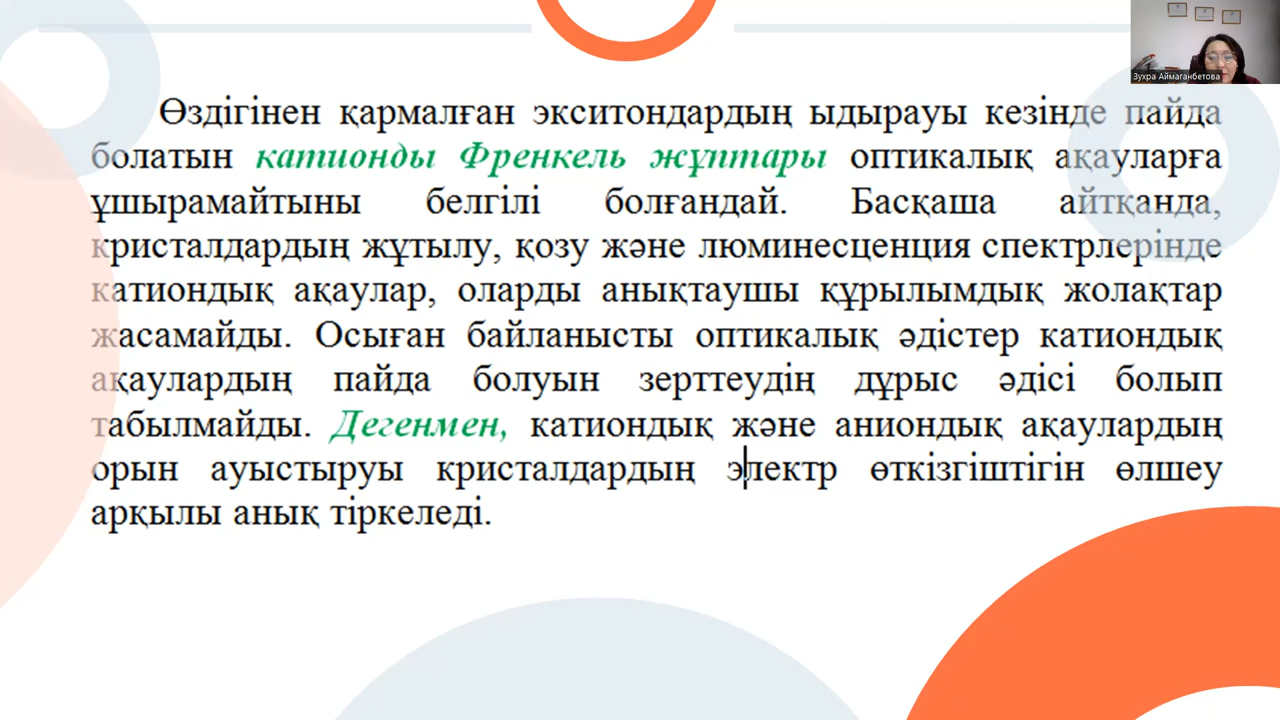 Зухра Аймаганбетова
Өздігінен қармалған экситондардың ыдырауы кезінде пайда
болатын катионды Френкель жұптары оптикалық ақауларға
ұшырамайтыны белгілі болғандай. Басқаша айтқанда,
кристалдардың жұтылу, қозу және люминесценция спектрлерінде
катиондық ақаулар, оларды анықтаушы құрылымдық жолақтар
жасамайды. Осыған байланысты оптикалық әдістер катиондық
ақаулардың пайда болуын зерттеудің дұрыс әдісі болып
табылмайды. Дегенмен, катиондық және аниондық ақаулардың
орын ауыстыруы кристалдардың электр өткізгіштігін өлшеу
арқылы анық тіркеледі.